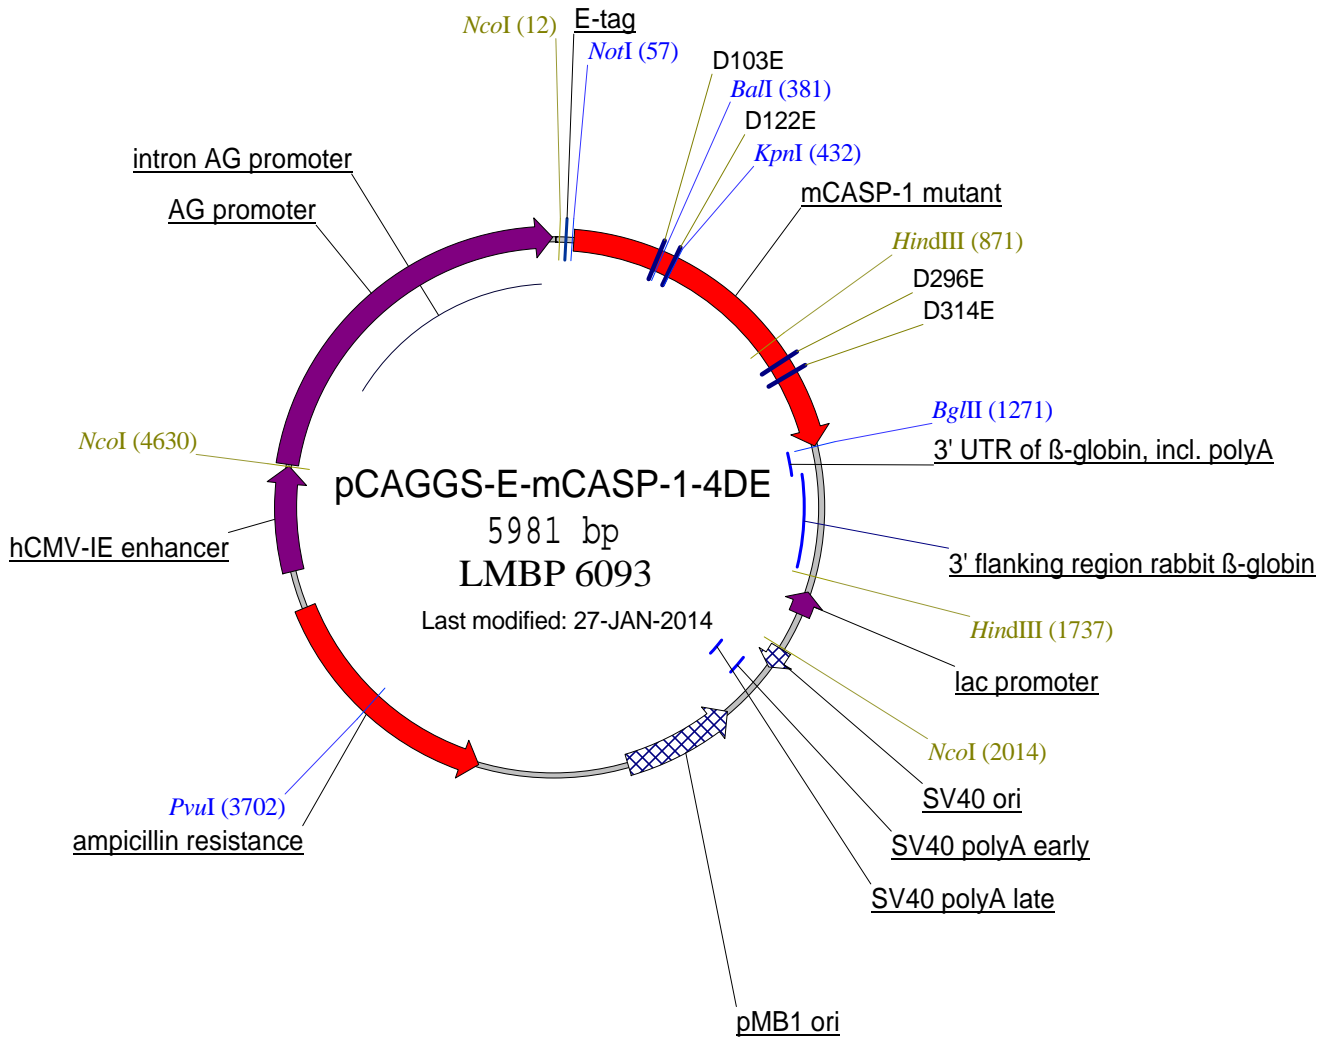 NcoI (12)
E-tag
NotI (57)
D103E
BalI (381)
D122E
KpnI (432)
intron AG promoter
mCASP-1 mutant
AG promoter
HindIII (871)
D296E
D314E
BglII (1271)
NcoI (4630)
3' UTR of ß-globin, incl. polyA
pCAGGS-E-mCASP-1-4DE
5981 bp
hCMV-IE enhancer
3' flanking region rabbit ß-globin
LMBP 6093
Last modified: 27-JAN-2014
HindIII (1737)
lac promoter
NcoI (2014)
SV40 ori
PvuI (3702)
ampicillin resistance
SV40 polyA early
SV40 polyA late
pMB1 ori